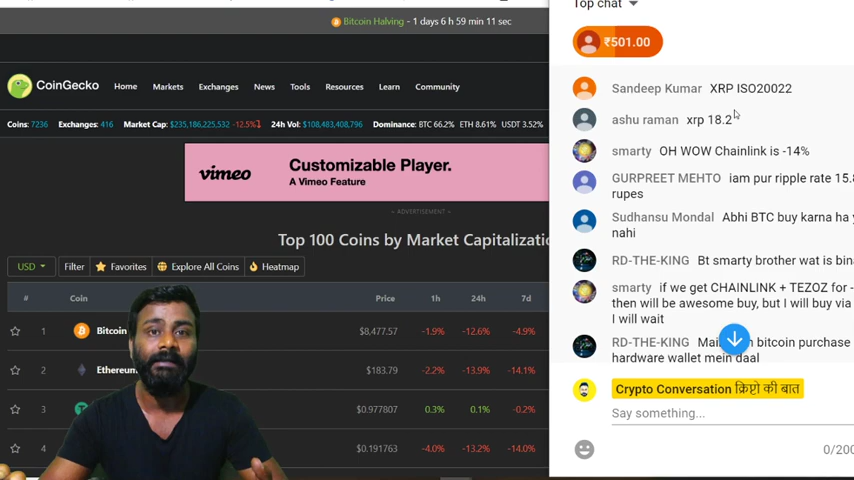 Bitcoin Halving - 1 days 6 h 59 min 11 sec
CoinGecko Home Markets Exchanges News Tools Resources Learn Community
Coins: 7236 Exchanges: 416 Market Cap: $235,186,225,532 -12.5% 24h Vol: $108,483,408,796 Dominance: BTC 66.2% ETH 8.61% USDT 3.52%
vimeo
Customizable Player.
A Vimeo Feature
- ADVERTISEMENT -
Top 100 Coins by Market Capitalizatio
USD Filter Favorites Explore All Coins Heatmap
# Coin Price 1h 24h 7d
1 Bitcoin $8,477.57 -1.9% -12.6% -4.9%
2 Ethereum $183.79 -2.2% -13.9% -14.1%
3 $0.977807 0.3% 0.1% -0.2%
4 $0.191763 -4.0% -13.2% -14.0%
Top chat
₹501.00
Sandeep Kumar XRP ISO20022
ashu raman xrp 18.2
smarty OH WOW Chainlink is -14%
GURPREET MEHTO iam pur ripple rate 15.8
rupes
Sudhansu Mondal Abhi BTC buy karna ha y
nahi
RD-THE-KING Bt smarty brother wat is bina
smarty if we get CHAINLINK + TEZOZ for -
then will be awesome buy, but I will buy via
I will wait
RD-THE-KING bitcoin purchase
hardware wallet mein daal
Crypto Conversation क्रिप्टो की बात
Say something...
0/200